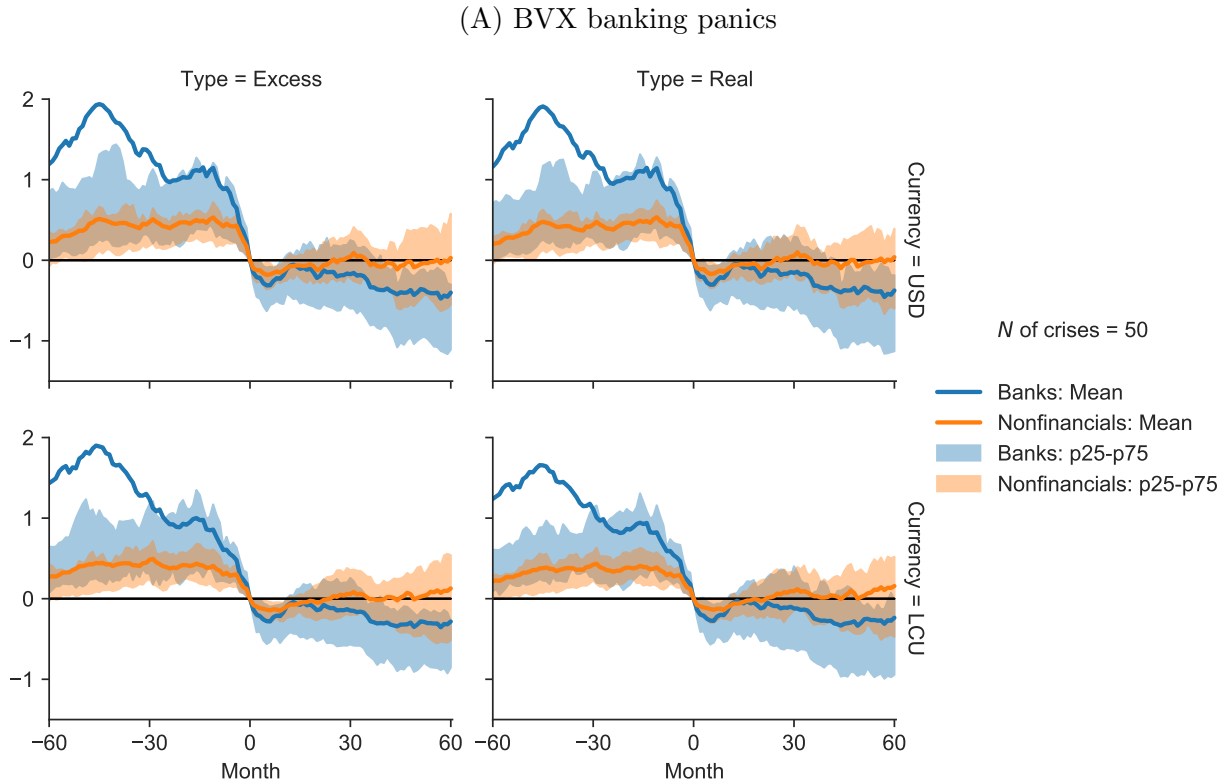 (A) BVX banking panics
Type = Excess
Type = Real
2
1
0
−1
Currency = USD
N of crises = 50
Banks: Mean
Nonfinancials: Mean
Banks: p25-p75
Nonfinancials: p25-p75
2
1
0
−1
Currency = LCU
−60
−30
0
30
60
−60
−30
0
30
60
Month
Month